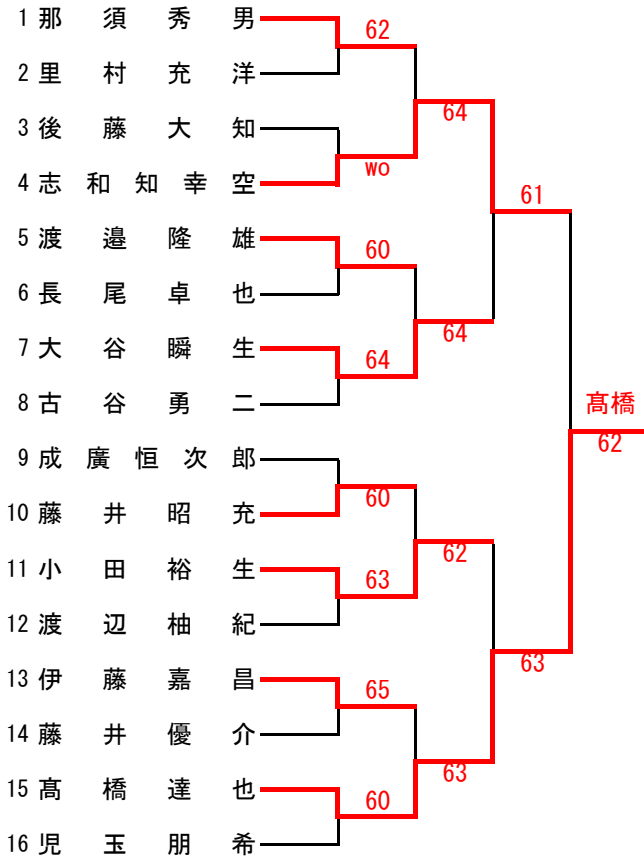 1 那須秀男
62
2 里村充洋
64
3 後藤大知
wo
4 志和知幸空
61
5 渡邉隆雄
60
6 長尾卓也
64
7 大谷瞬生
64
8 古谷勇二
髙橋
62
9 成廣恒次郎
60
10 藤井昭充
62
11 小田裕生
63
12 渡辺柚紀
63
13 伊藤嘉昌
65
14 藤井優介
63
15 髙橋達也
60
16 児玉朋希